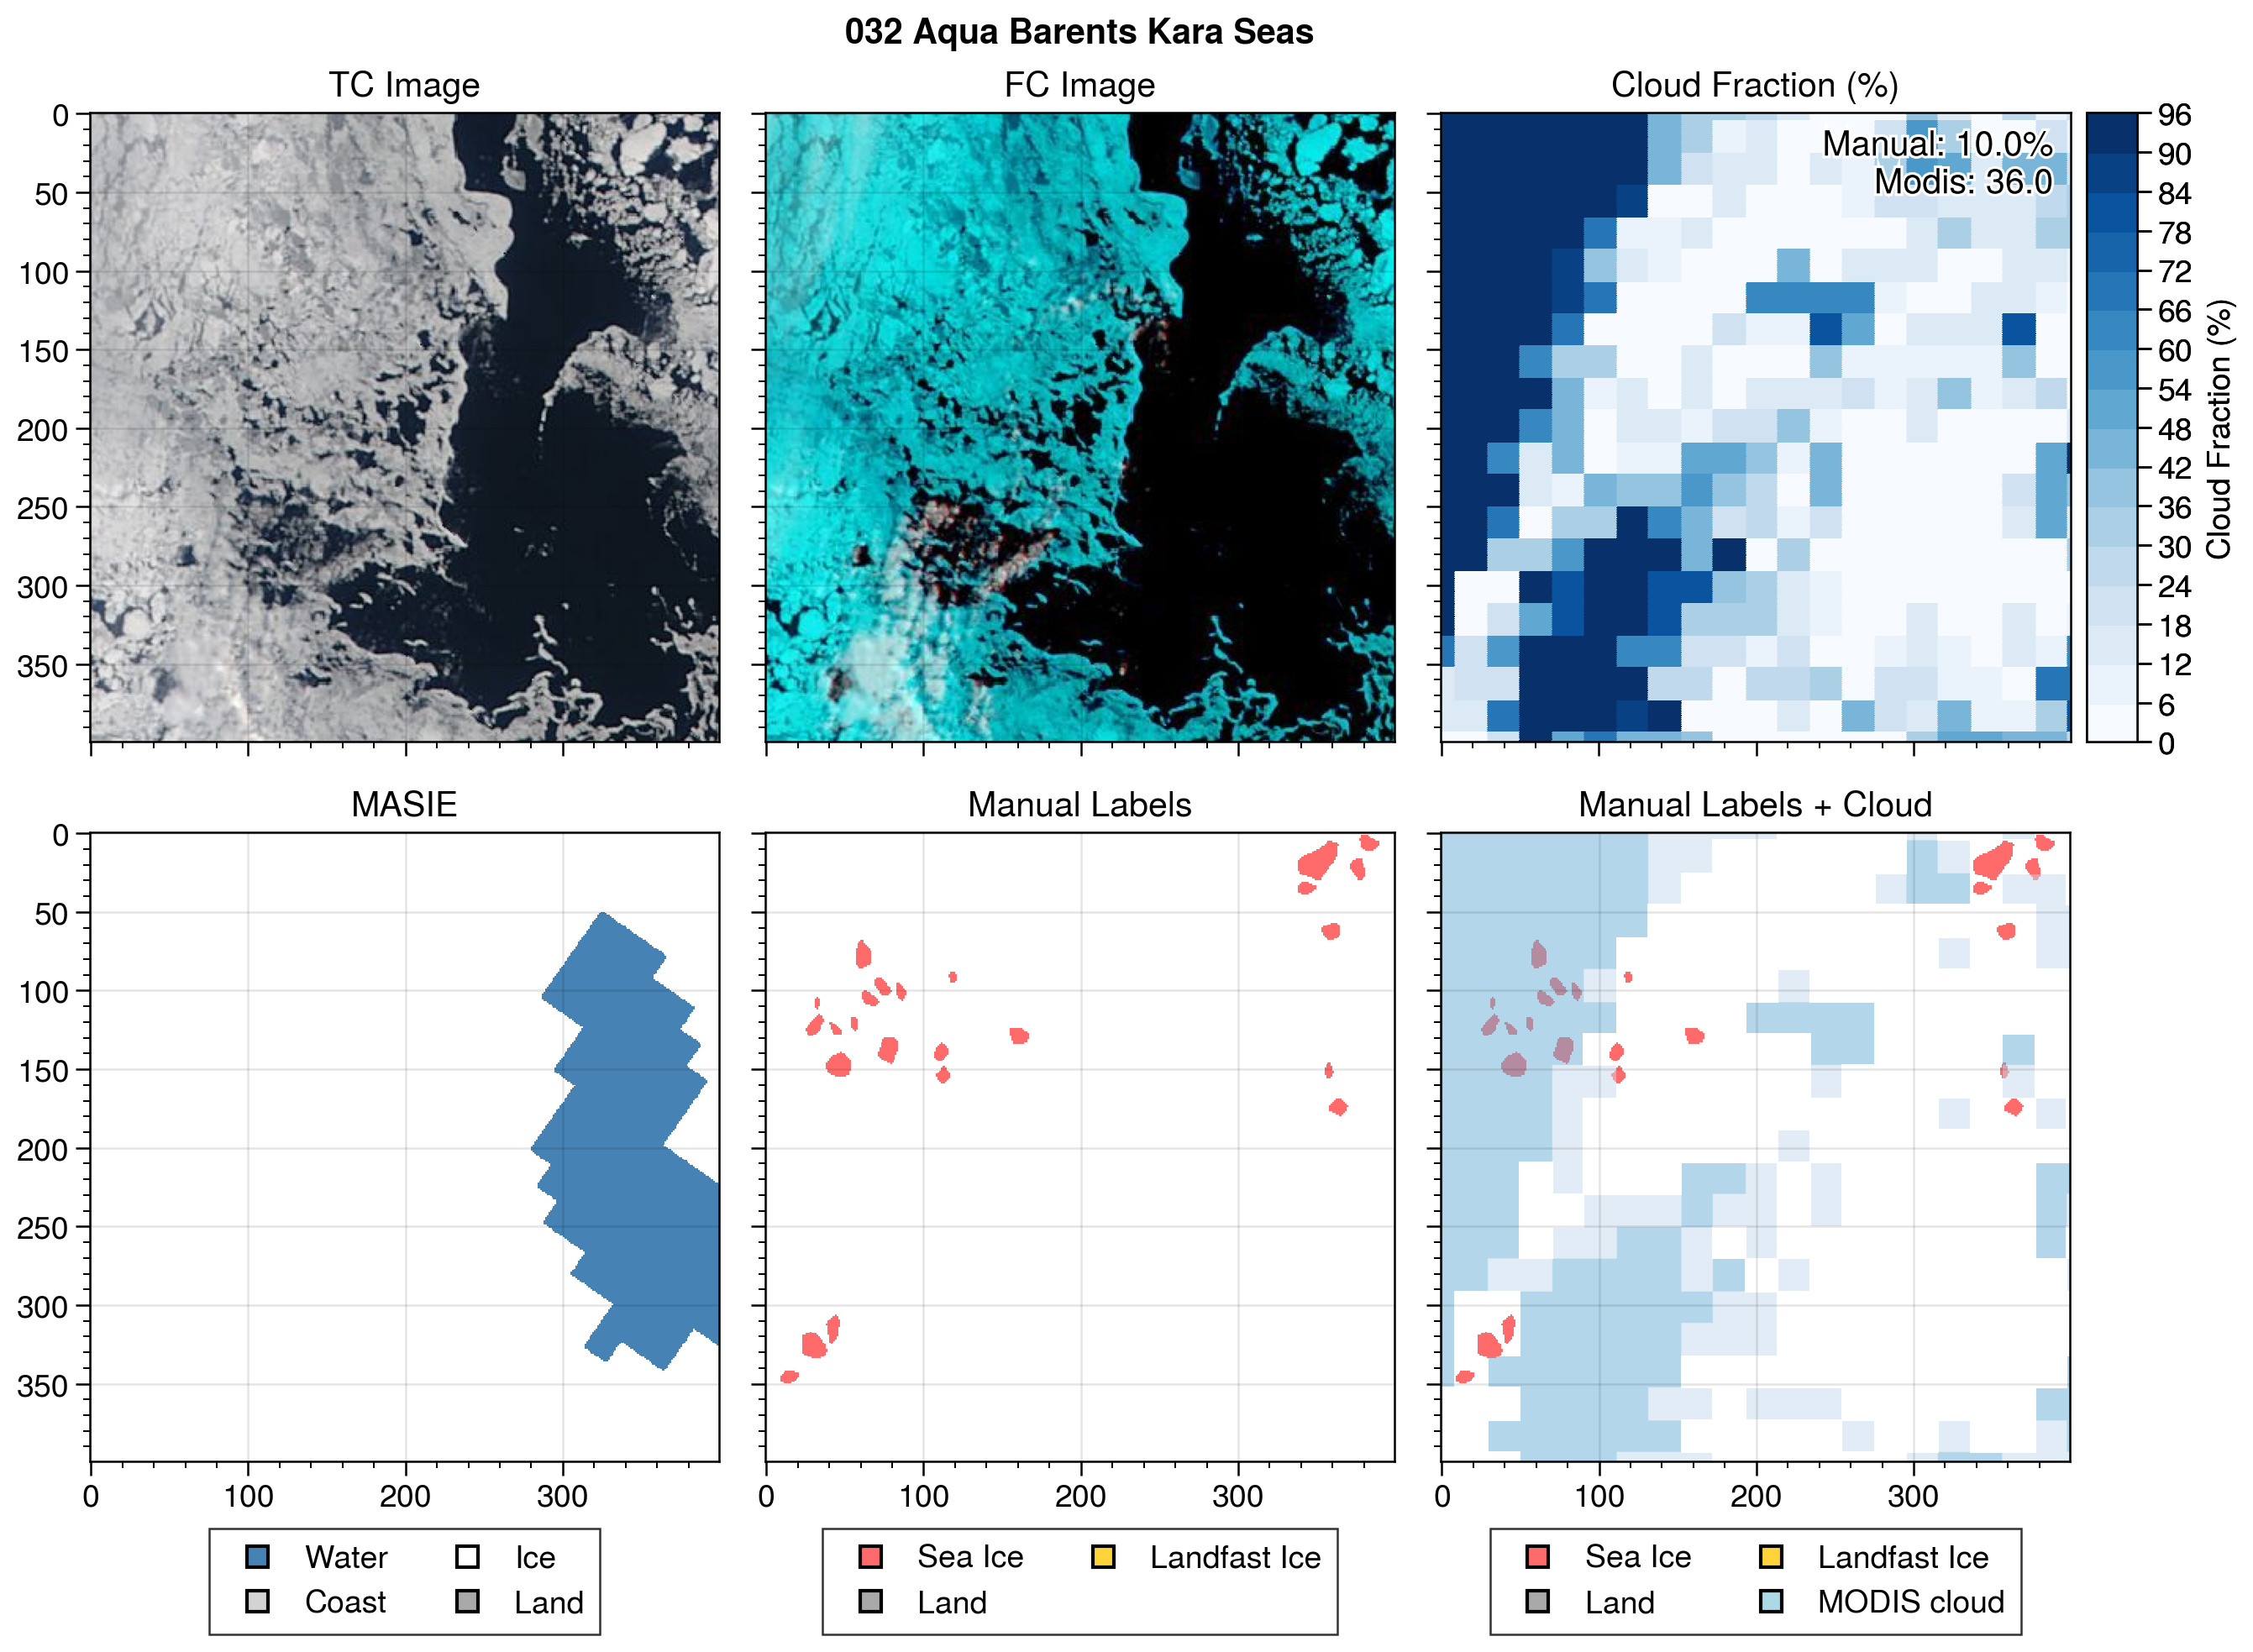 032 Aqua Barents Kara Seas
TC Image
FC Image
Cloud Fraction (%)
0
50
100
150
200
250
300
350
Manual: 10.0%
Modis: 36.0
96
90
84
78
72
66
60
54
48
42
36
30
24
18
12
6
0
Cloud Fraction (%)
MASIE
Manual Labels
Manual Labels + Cloud
0
50
100
150
200
250
300
350
0 100 200 300
0 100 200 300
0 100 200 300
Water Ice
Coast Land
Sea Ice Landfast Ice
Land
Sea Ice Landfast Ice
Land MODIS cloud